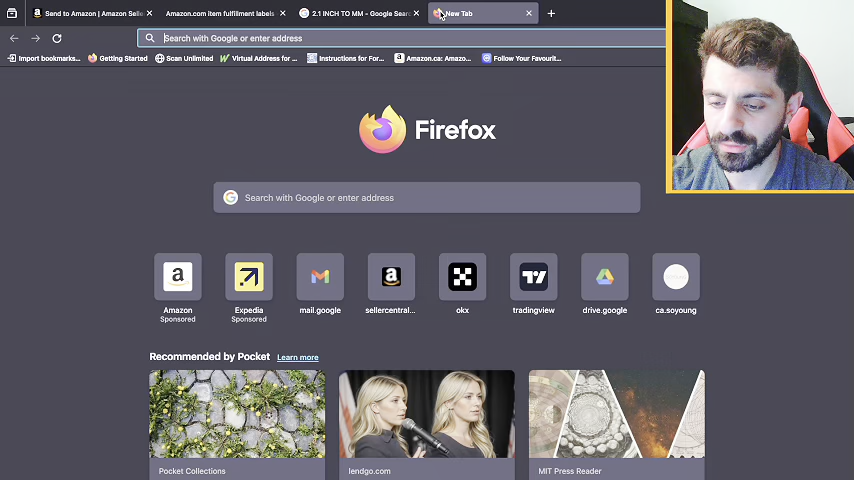 Send to Amazon | Amazon Selle
Amazon.com item fulfillment labels
2.1 INCH TO MM - Google Searc
New Tab
Search with Google or enter address
Import bookmarks...
Getting Started
Scan Unlimited
Virtual Address for ...
Instructions for For...
Amazon.ca: Amazo...
Follow Your Favourit...
Firefox
Search with Google or enter address
Amazon
Sponsored
Expedia
Sponsored
mail.google
sellercentral...
okx
tradingview
drive.google
ca.soyoung
Recommended by Pocket Learn more
Pocket Collections
lendgo.com
MIT Press Reader